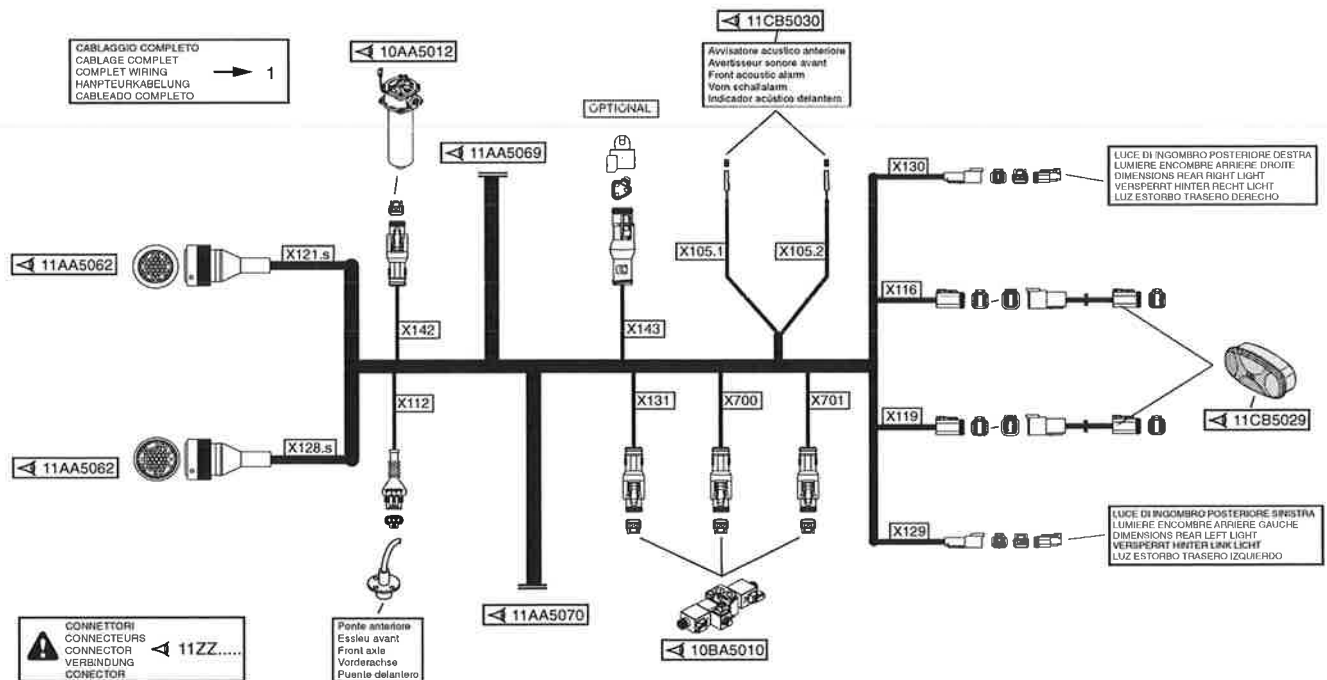 CABLAGGIO COMPLETO
CABLAGE COMPLET
COMPLET WIRING
HANPTEURKABELUNG
CABLEADO COMPLETO
1
10AA5012
11CB5030
Avvisatore acustico anteriore
Avertisseur sonore avant
Front acoustic alarm
Vorn schallalarm
Indicador acústico delantero
OPTIONAL
11AA5069
X130
LUCE DI INGOMBRO POSTERIORE DESTRA
LUMIERE ENCOMBRE ARRIERE DROITE
DIMENSIONS REAR RIGHT LIGHT
VERSPERRT HINTER RECHT LICHT
LUZ ESTORBO TRASERO DERECHO
X121.s
11AA5062
X105.1
X105.2
X116
X142
X143
X112
X131
X700
X701
X119
11CB5029
X128.s
11AA5062
X129
LUCE DI INGOMBRO POSTERIORE SINISTRA
LUMIERE ENCOMBRE ARRIERE GAUCHE
DIMENSIONS REAR LEFT LIGHT
VERSPERRT HINTER LINK LICHT
LUZ ESTORBO TRASERO IZQUIERDO
11AA5070
CONNETTORI
CONNECTEURS
CONNECTOR
VERBINDUNG
CONECTOR
11ZZ.....
Ponte anteriore
Essieu avant
Front axle
Vorderachse
Puente delantero
10BA5010